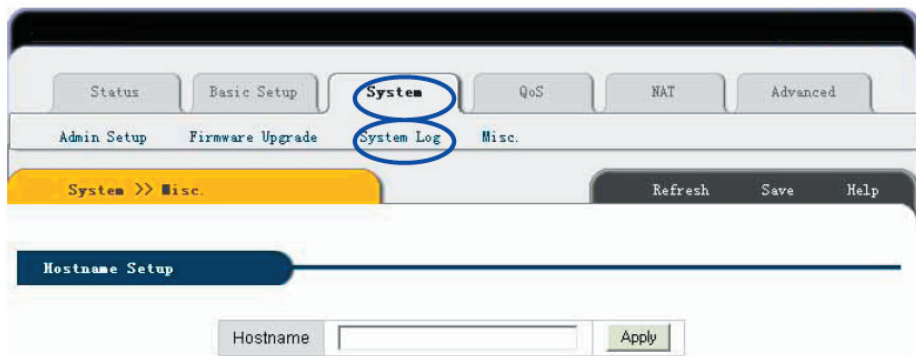 Status Basic Setup System QoS NAT Advanced
Admin Setup Firmware Upgrade System Log Misc.
System >> Misc. Refresh Save Help
Hostname Setup
Hostname Apply